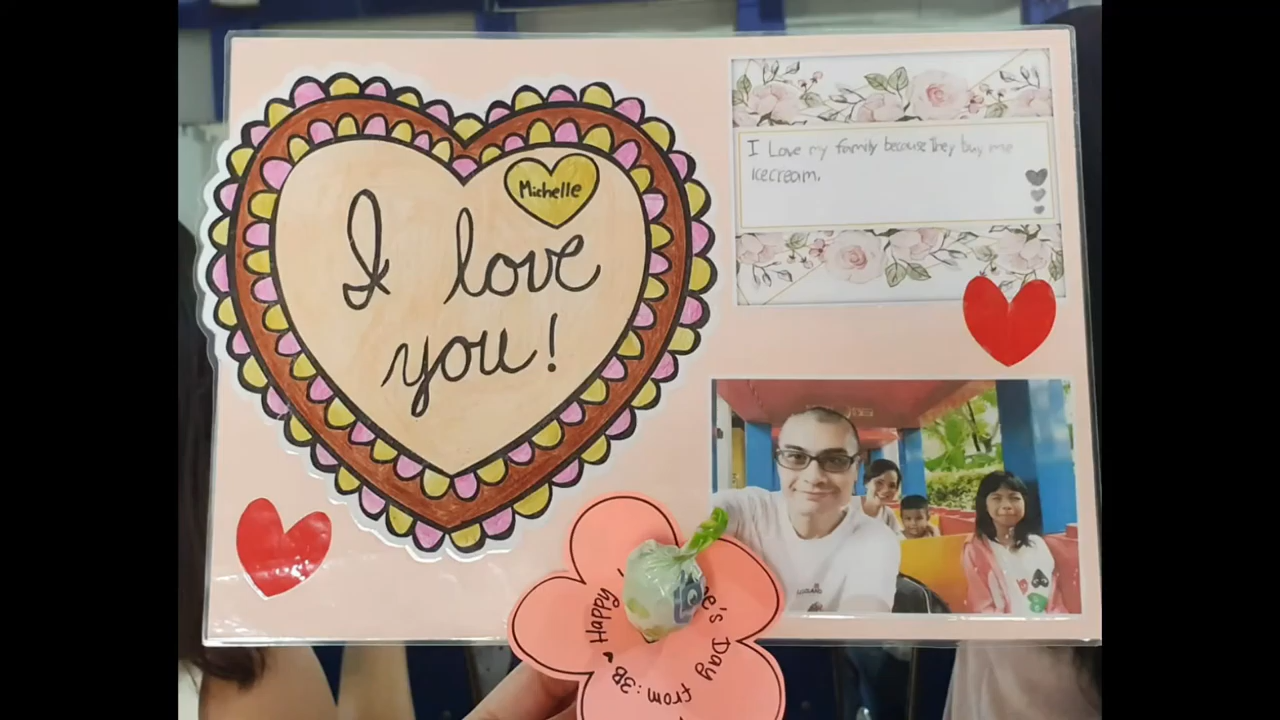 Michelle
I love
you!
I Love my family because They buy me
icecream.
Happy
's Day
from: 3B